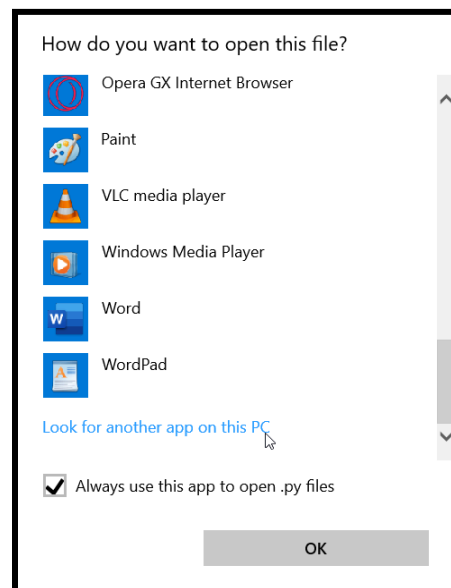 How do you want to open this file?
Opera GX Internet Browser
Paint
VLC media player
Windows Media Player
Word
WordPad
Look for another app on this PC
Always use this app to open .py files
OK